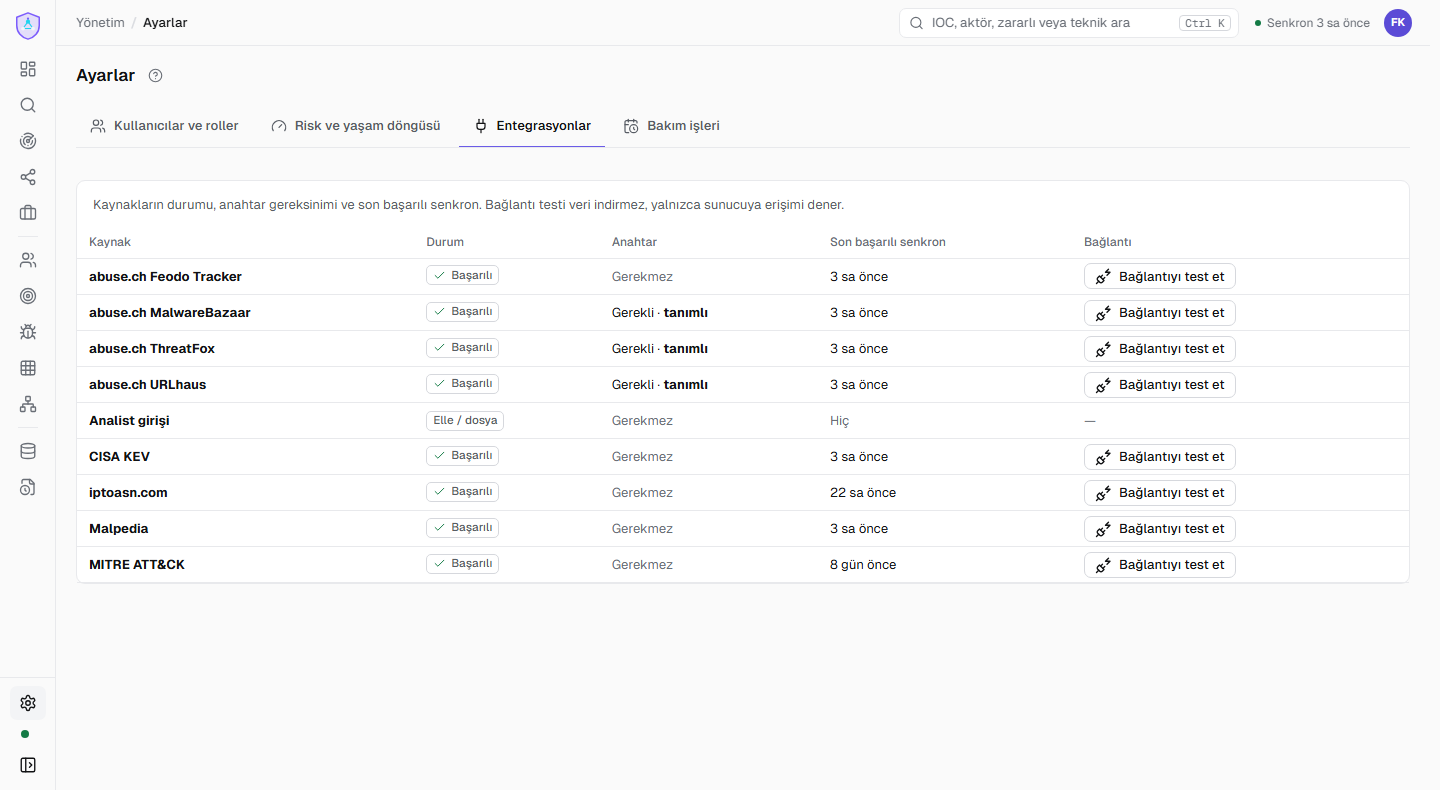 Yönetim / Ayarlar
IOC, aktör, zararlı veya teknik ara Ctrl K
Senkron 3 sa önce
FK
Ayarlar
Kullanıcılar ve roller
Risk ve yaşam döngüsü
Entegrasyonlar
Bakım işleri
Kaynakların durumu, anahtar gereksinimi ve son başarılı senkron. Bağlantı testi veri indirmez, yalnızca sunucuya erişimi dener.
Kaynak Durum Anahtar Son başarılı senkron Bağlantı
abuse.ch Feodo Tracker Başarılı Gerekmez 3 sa önce Bağlantıyı test et
abuse.ch MalwareBazaar Başarılı Gerekli · tanımlı 3 sa önce Bağlantıyı test et
abuse.ch ThreatFox Başarılı Gerekli · tanımlı 3 sa önce Bağlantıyı test et
abuse.ch URLhaus Başarılı Gerekli · tanımlı 3 sa önce Bağlantıyı test et
Analist girişi Elle / dosya Gerekmez Hiç —
CISA KEV Başarılı Gerekmez 3 sa önce Bağlantıyı test et
iptoasn.com Başarılı Gerekmez 22 sa önce Bağlantıyı test et
Malpedia Başarılı Gerekmez 3 sa önce Bağlantıyı test et
MITRE ATT&CK Başarılı Gerekmez 8 gün önce Bağlantıyı test et